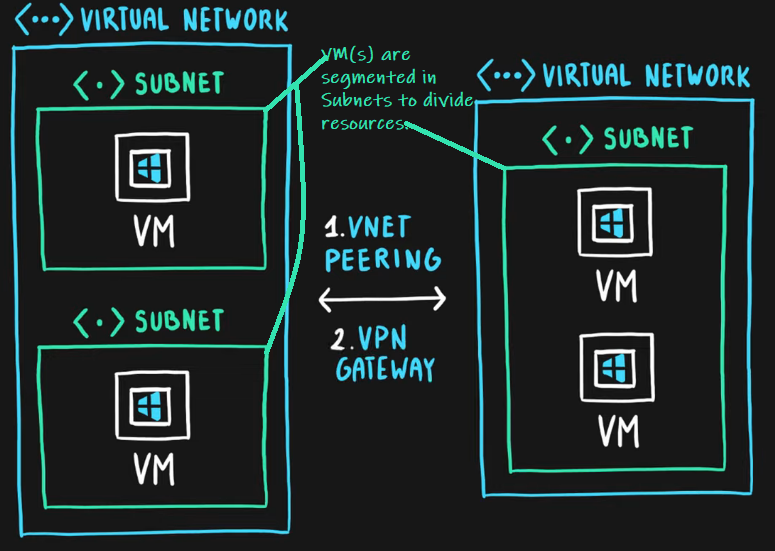 <···> VIRTUAL NETWORK
<·> SUBNET
VM
<·> SUBNET
VM
VM(s) are
segmented in
Subnets to divide
resources.
1. VNET
PEERING
2. VPN
GATEWAY
<···> VIRTUAL NETWORK
<·> SUBNET
VM
VM